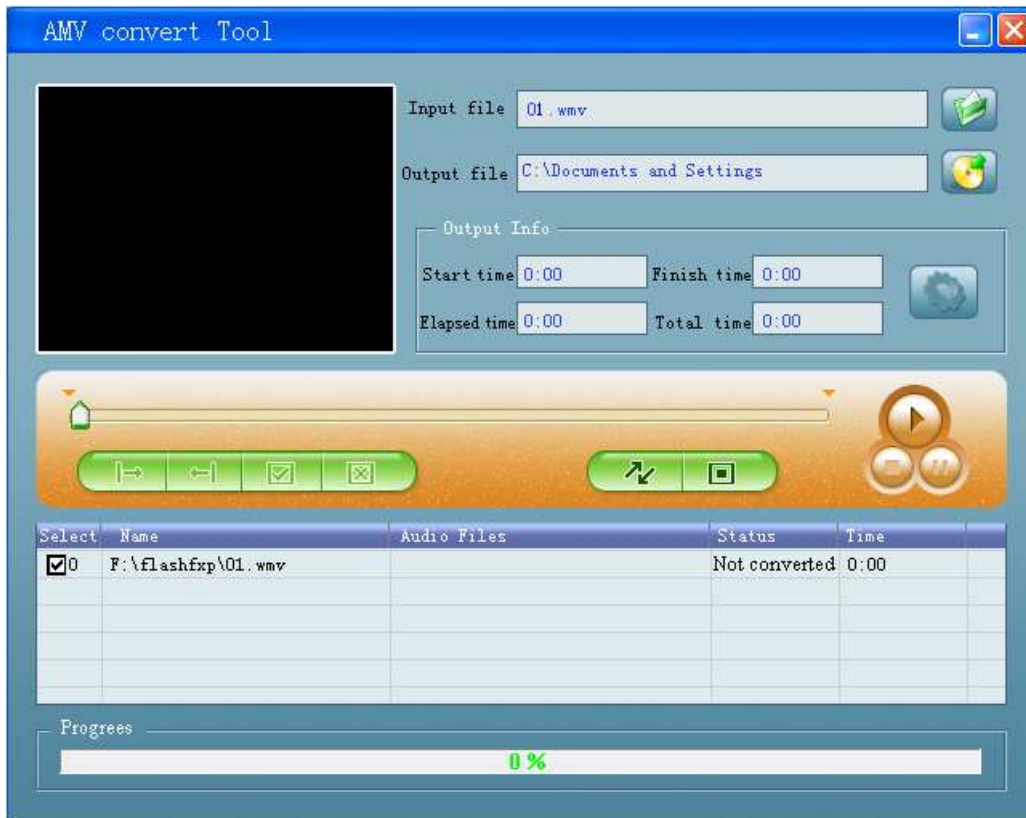 AMV convert Tool
Input file 01.wmv
Output file C:\Documents and Settings
Output Info
Start time 0:00 Finish time 0:00
Elapsed time 0:00 Total time 0:00
Select Name Audio Files Status Time
0 F:\flashfxp\01.wmv Not converted 0:00
Progrees
0%